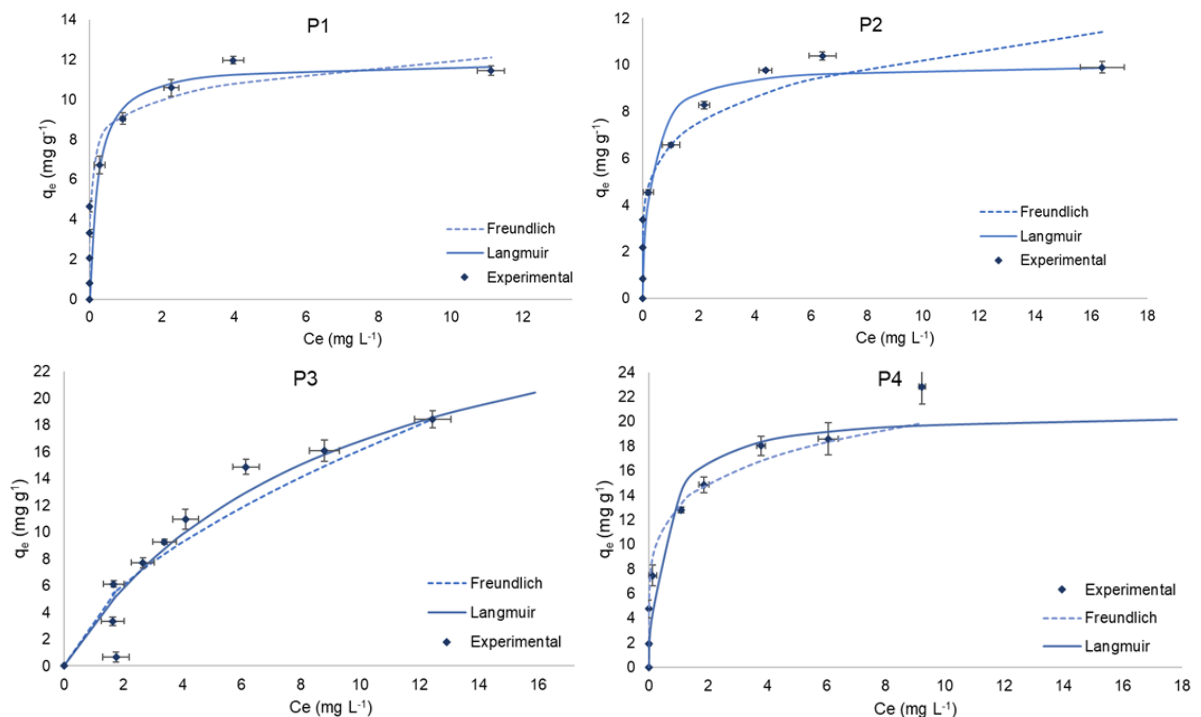 P1
14
12
10
8
6
4
2
0
qe (mg g-1)
Freundlich
Langmuir
Experimental
0 2 4 6 8 10 12
Ce (mg L-1)
P2
12
10
8
6
4
2
0
qe (mg g-1)
Freundlich
Langmuir
Experimental
0 2 4 6 8 10 12 14 16 18
Ce (mg L-1)
P3
22
20
18
16
14
12
10
8
6
4
2
0
qe (mg g1)
Freundlich
Langmuir
Experimental
0 2 4 6 8 10 12 14 16
Ce (mg L-1)
P4
24
22
20
18
16
14
12
10
8
6
4
2
0
qe (mg g-1)
Experimental
Freundlich
Langmuir
0 2 4 6 8 10 12 14 16 18
Ce (mg L-1)